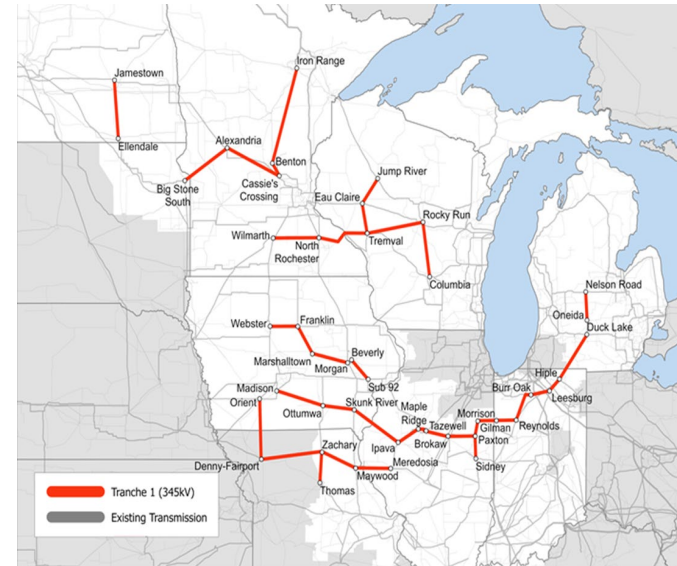 Iron Range
Jamestown
Alexandria
Ellendale
Benton
Jump River
Cassie's
Crossing
Big Stone
South
Eau Claire
Rocky Run
Wilmarth
North
Rochester
Tremval
Columbia
Nelson Road
Oneida
Duck Lake
Webster
Franklin
Beverly
Marshalltown
Morgan
Sub 92
Hiple
Madison
Orient
Burr Oak
Leesburg
Skunk River
Maple
Ridge
Ottumwa
Morrison
Tazewell
Gilman
Reynolds
Ipava
Brokaw
Paxton
Zachary
Denny-Fairport
Meredosia
Sidney
Maywood
Thomas
Tranche 1 (345kV)
Existing Transmission